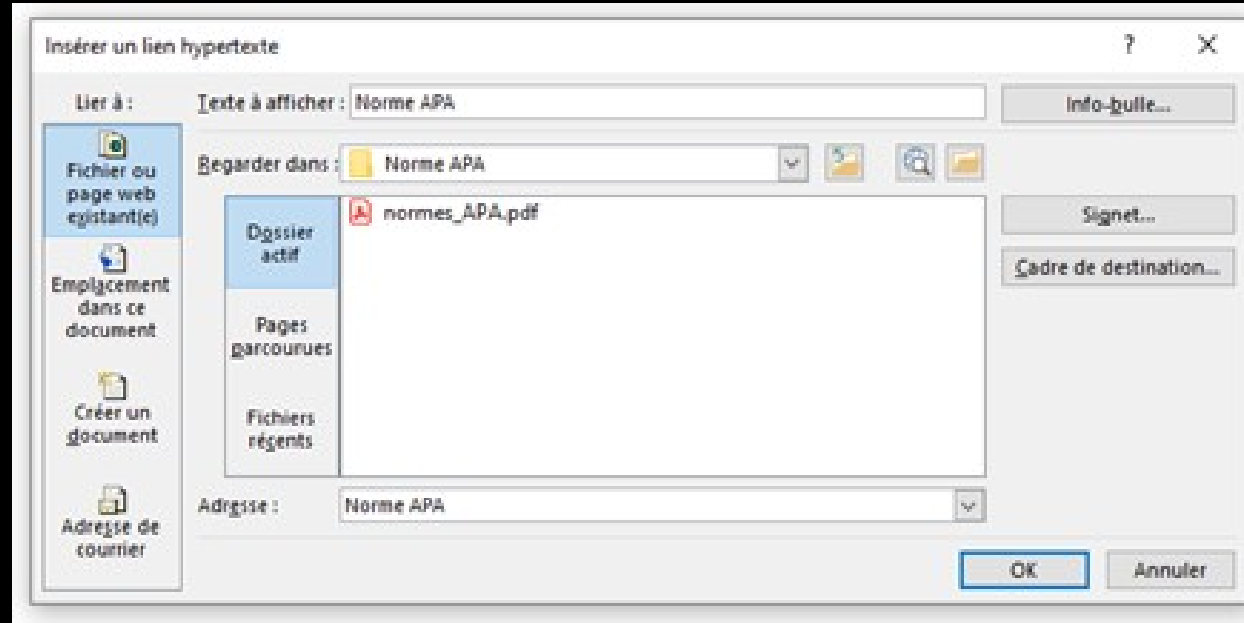 Insérer un lien hypertexte
?
X
Lier à :
Texte à afficher :
Norme APA
Info-bulle...
Fichier ou
page web
existant(e)
Regarder dans :
Norme APA
Dossier
actif
normes_APA.pdf
Signet...
Cadre de destination...
Emplacement
dans ce
document
Pages
parcourues
Créer un
document
Fichiers
récents
Adresse :
Norme APA
Adresse de
courrier
OK
Annuler